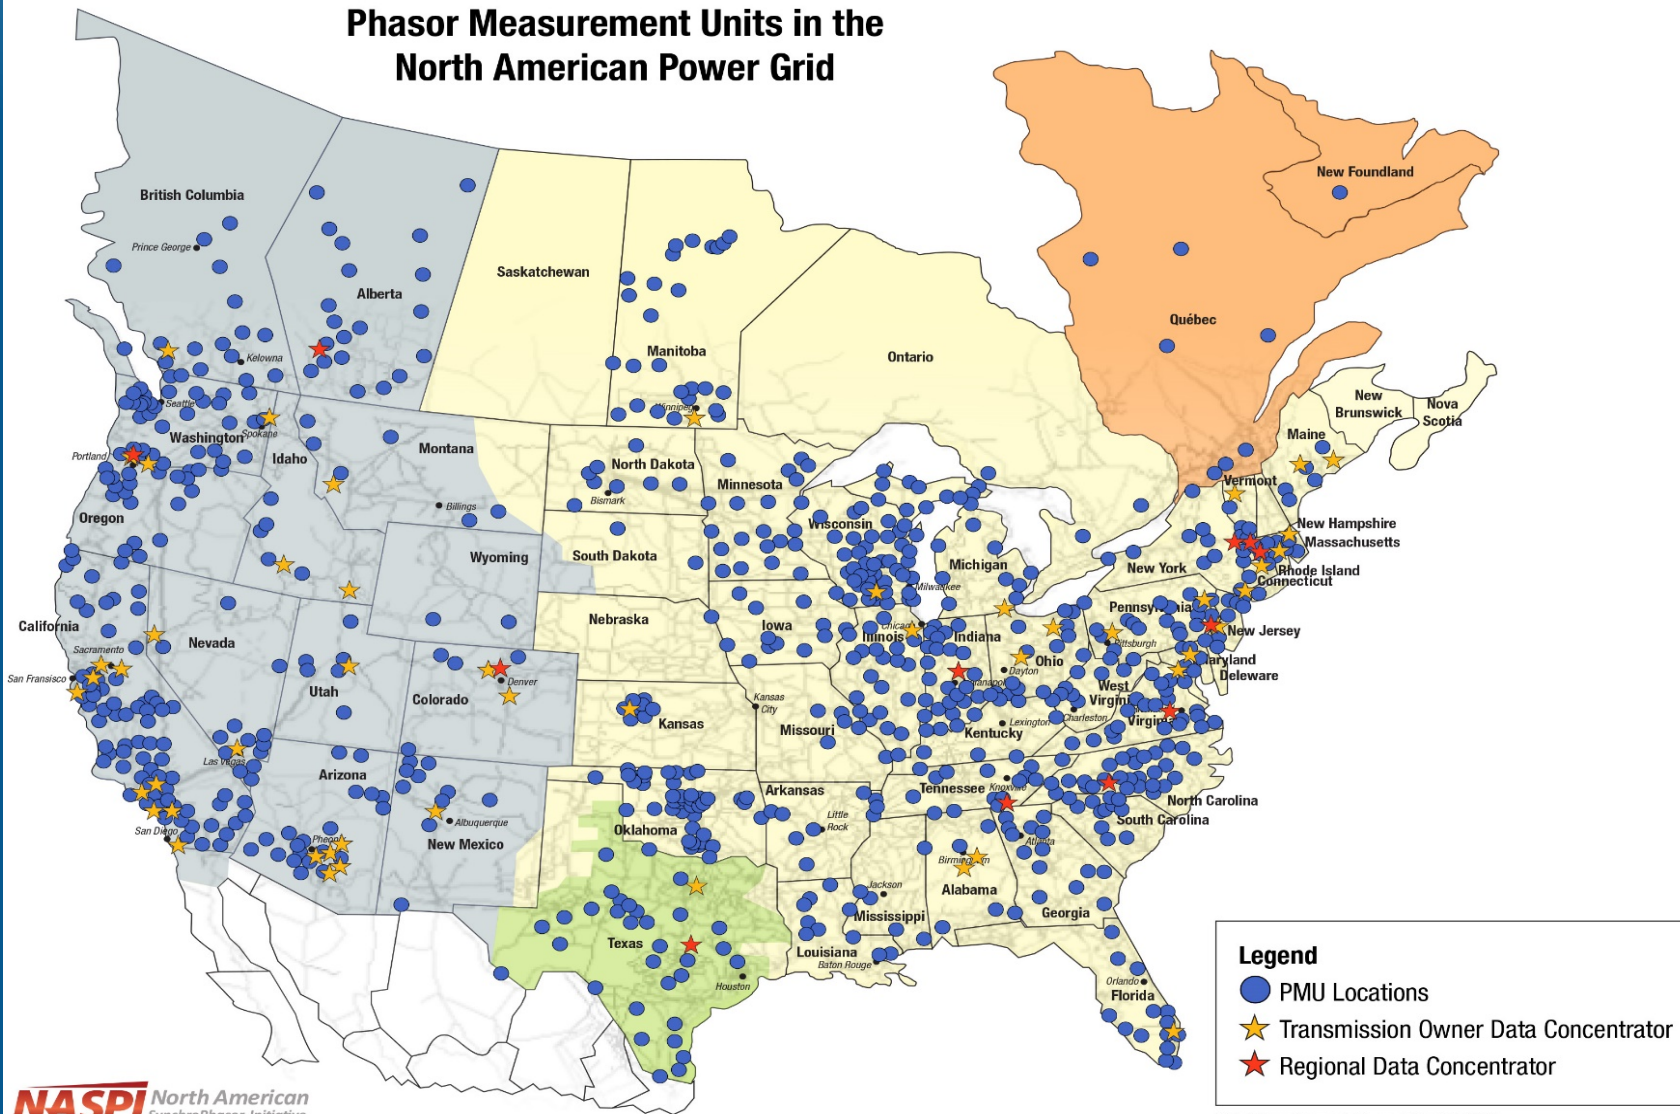 Phasor Measurement Units in the
North American Power Grid
British Columbia
Prince George
Alberta
Kelowna
Saskatchewan
Manitoba
Winnipeg
Ontario
Québec
New Foundland
New
Brunswick
Nova
Scotia
Maine
Seattle
Washington
Spokane
Portland
Idaho
Montana
Billings
Oregon
North Dakota
Bismark
Minnesota
Wisconsin
Vermont
New Hampshire
Massachusetts
Rhode Island
Connecticut
New York
Michigan
Milwaukee
South Dakota
Wyoming
Nebraska
Iowa
Chicago
Illinois
Indiana
Ohio
Dayton
Pennsylvania
Pittsburgh
New Jersey
Maryland
Deleware
California
Sacramento
San Fransisco
Nevada
Utah
Colorado
Denver
Kansas
Kansas
City
Missouri
West
Virginia
Virginia
Charleston
Lexington
Kentucky
Las Vegas
Arizona
Albuquerque
New Mexico
San Diego
Oklahoma
Arkansas
Little
Rock
Tennessee
Knoxville
North Carolina
South Carolina
Atlanta
Birmingham
Alabama
Georgia
Jackson
Mississippi
Louisiana
Baton Rouge
Texas
Houston
Orlando
Florida
Legend
PMU Locations
Transmission Owner Data Concentrator
Regional Data Concentrator
NASPI North American
SynchroPhasor Initiative